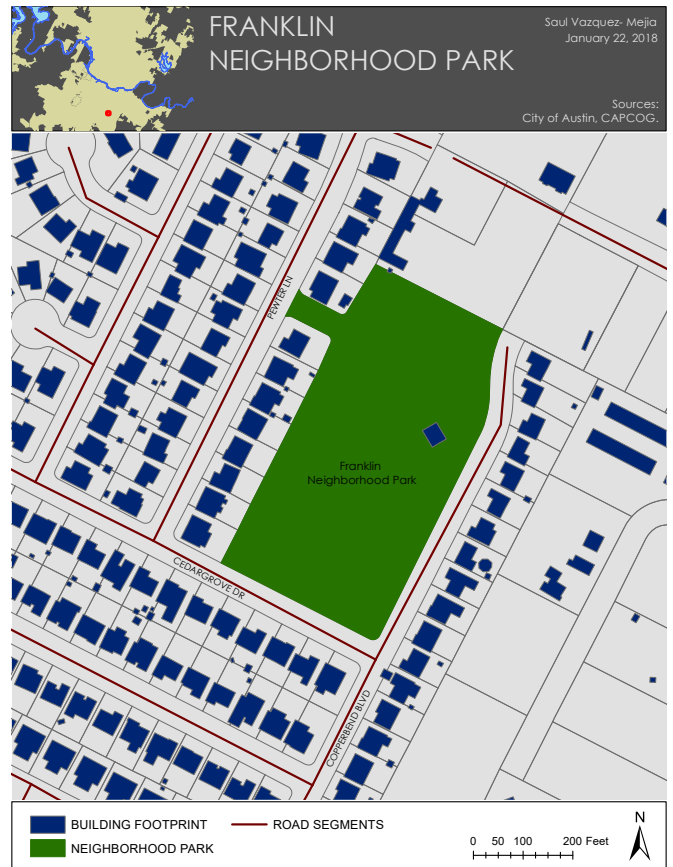 FRANKLIN
NEIGHBORHOOD PARK
Saul Vazquez- Mejia
January 22, 2018
Sources:
City of Austin, CAPCOG.
PEWTER LN
Franklin
Neighborhood Park
CEDARGROVE DR
COPPERBEND BLVD
BUILDING FOOTPRINT
ROAD SEGMENTS
NEIGHBORHOOD PARK
0 50 100 200 Feet
N